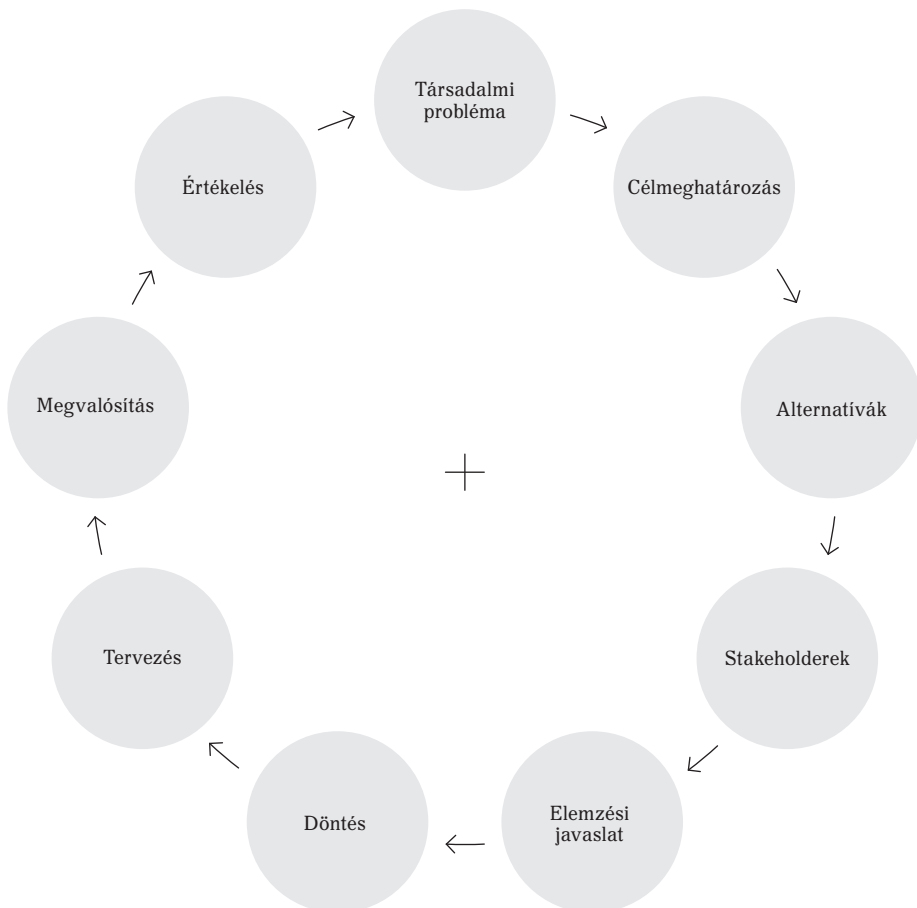 Társadalmi
probléma
Célmeghatározás
Alternatívák
Stakeholderek
Elemzési
javaslat
Döntés
Tervezés
Megvalósítás
Értékelés